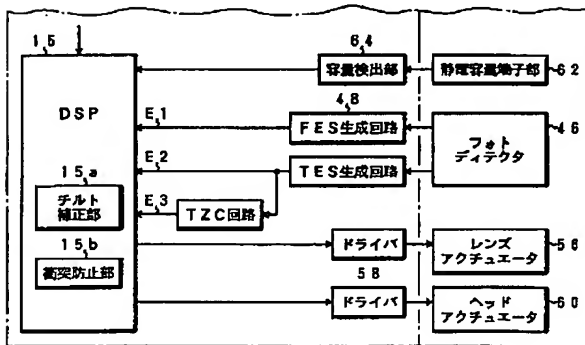 15
64
容量検出部
静電容量端子部
62
DSP
48
E1
FES生成回路
46
フォト
ディテクタ
E2
TES生成回路
15a
E3
チルト
補正部
TZC回路
15b
衝突防止部
ドライバ
レンズ
アクチュエータ
56
58
ドライバ
ヘッド
アクチュエータ
60